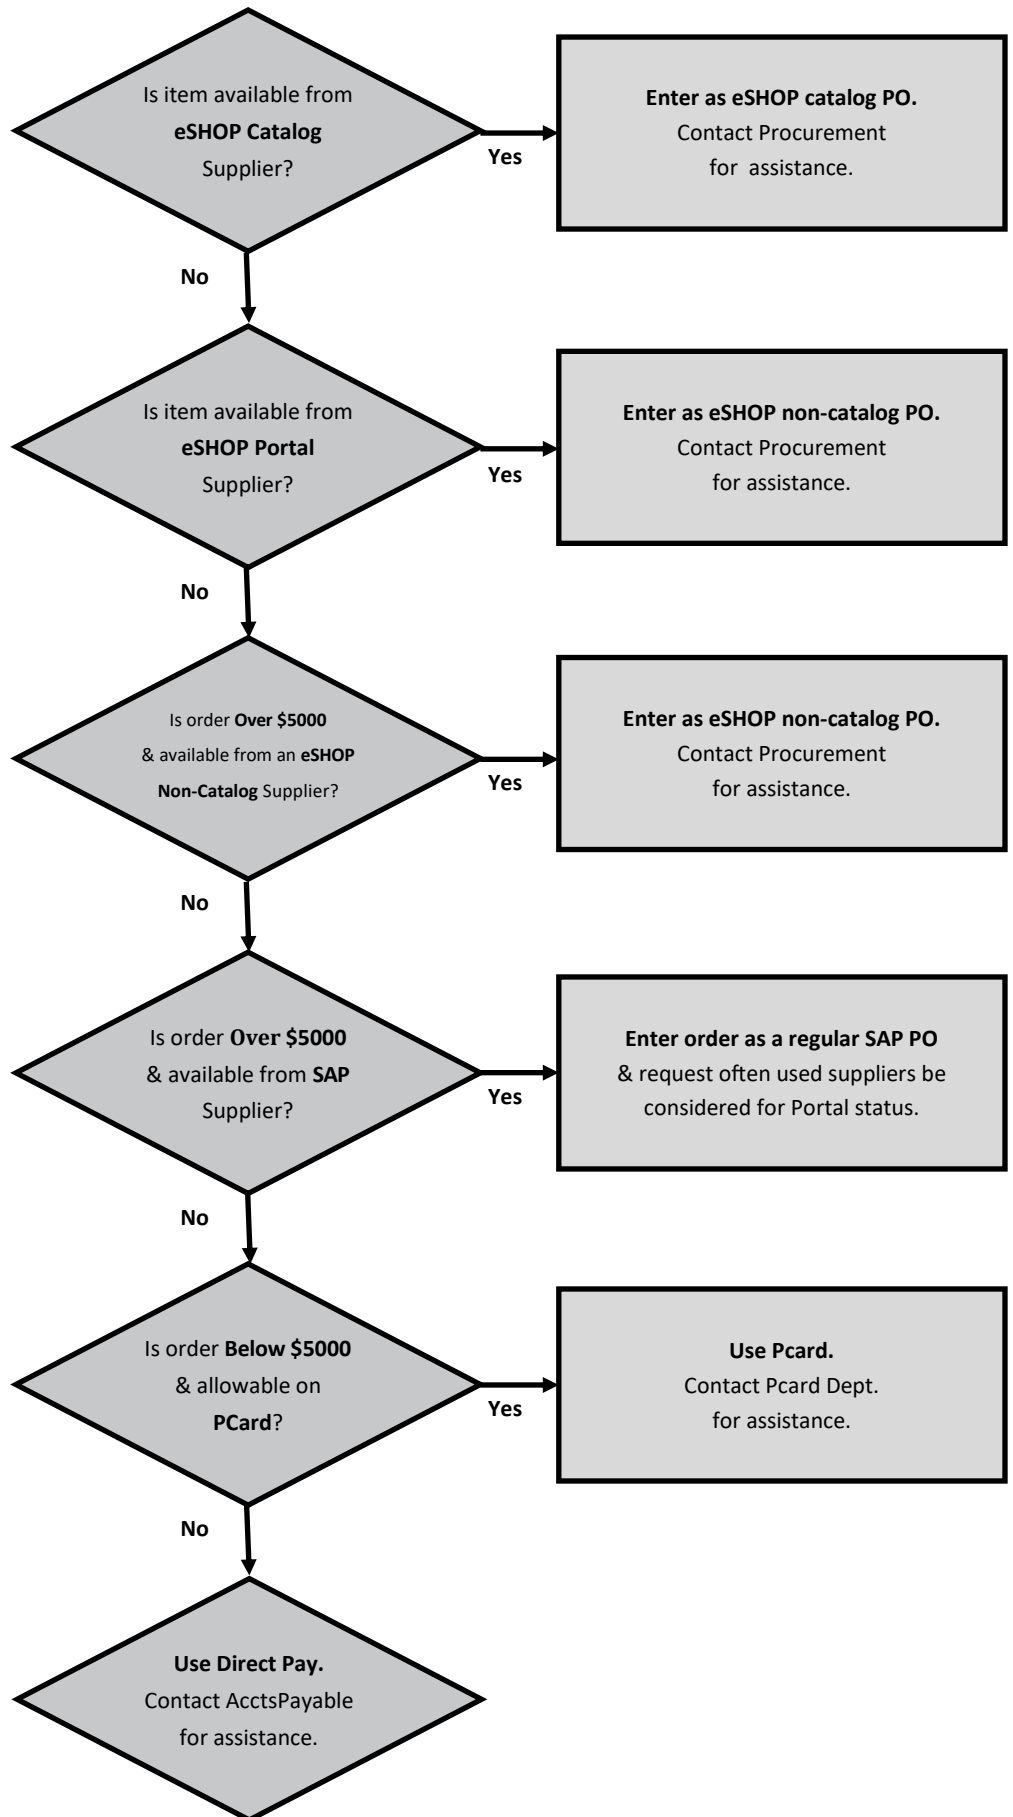 Is item available from
eSHOP Catalog
Supplier?
Yes
Enter as eSHOP catalog PO.
Contact Procurement
for assistance.
No
Is item available from
eSHOP Portal
Supplier?
Yes
Enter as eSHOP non-catalog PO.
Contact Procurement
for assistance.
No
Is order Over $5000
& available from an eSHOP
Non-Catalog Supplier?
Yes
Enter as eSHOP non-catalog PO.
Contact Procurement
for assistance.
No
Is order Over $5000
& available from SAP
Supplier?
Yes
Enter order as a regular SAP PO
& request often used suppliers be
considered for Portal status.
No
Is order Below $5000
& allowable on
PCard?
Yes
Use Pcard.
Contact Pcard Dept.
for assistance.
No
Use Direct Pay.
Contact AcctsPayable
for assistance.